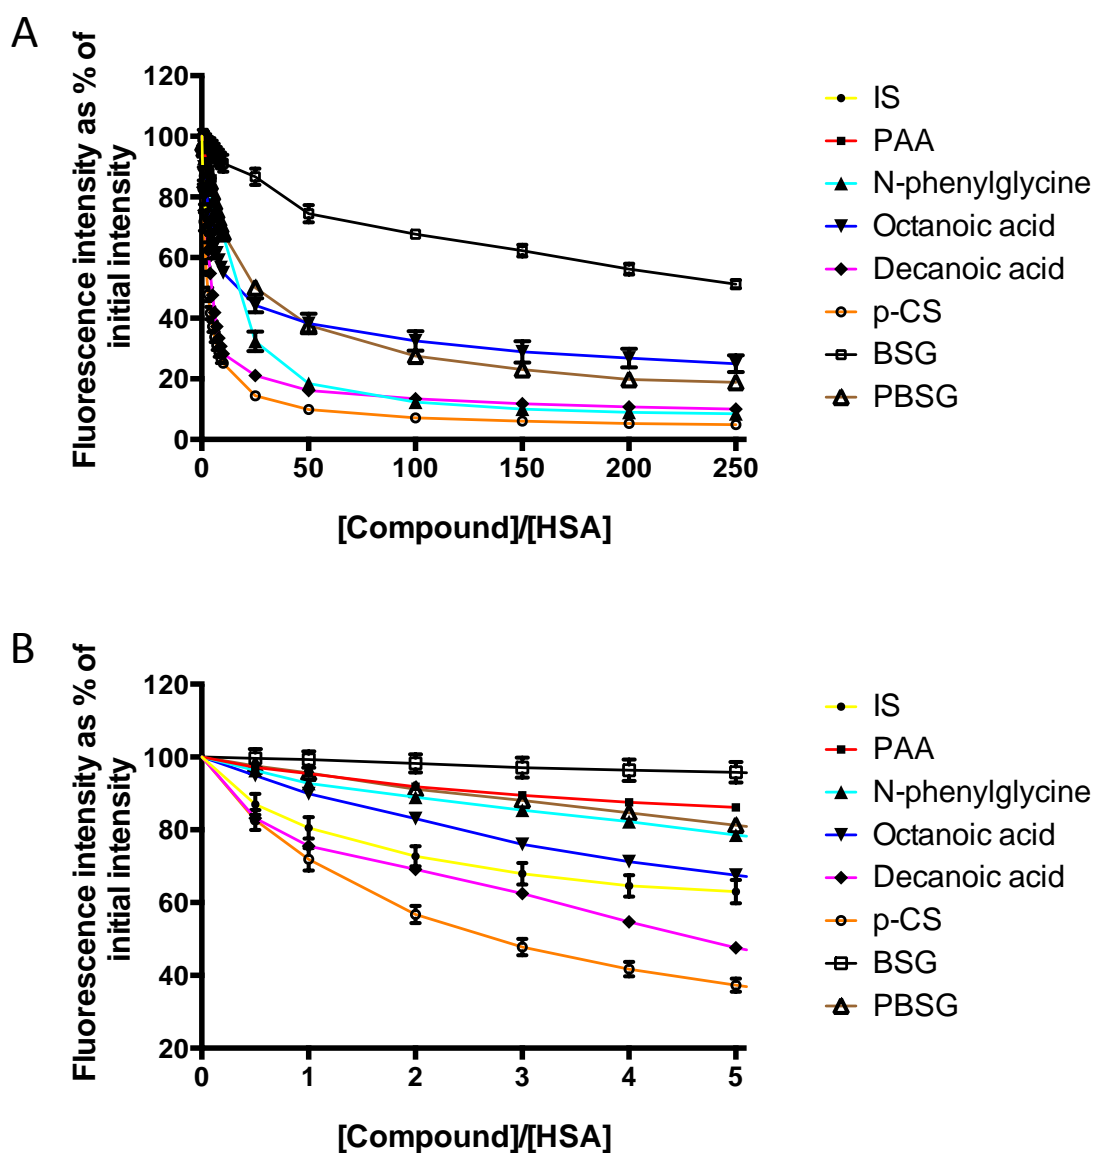 A
Fluorescence intensity as % of
initial intensity
120
100
80
60
40
20
0
0 50 100 150 200 250
[Compound]/[HSA]
IS
PAA
N-phenylglycine
Octanoic acid
Decanoic acid
p-CS
BSG
PBSG
B
Fluorescence intensity as % of
initial intensity
120
100
80
60
40
20
0 1 2 3 4 5
[Compound]/[HSA]
IS
PAA
N-phenylglycine
Octanoic acid
Decanoic acid
p-CS
BSG
PBSG